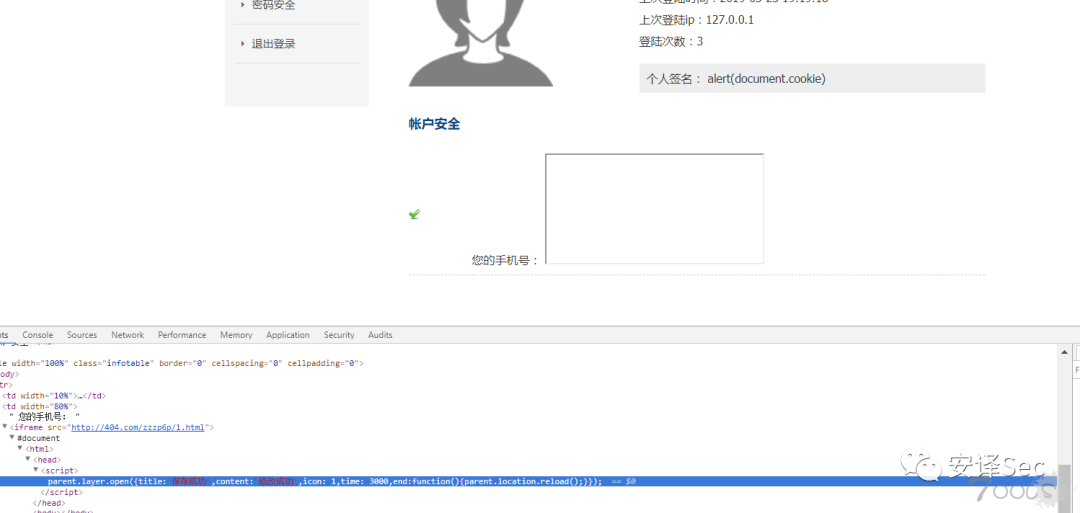 密码安全
退出登录
上次登陆时间：2019-05-23 19:19:18
上次登陆ip：127.0.0.1
登陆次数：3
个人签名： alert(document.cookie)
帐户安全
您的手机号：
nts Console Sources Network Performance Memory Application Security Audits
le width="100%" class="infotable" border="0" cellspacing="0" cellpadding="0">
ody>
tr>
<td width="10%">…</td>
<td width="80%">
" 您的手机号： "
<iframe src="http://404.com/zzzp6p/1.html">
#document
<html>
<head>
<script>
parent.layer.open({title:'保存成功',content:'修改成功',icon: 1,time: 3000,end:function(){parent.location.reload();}}); == $0
</script>
</head>
<body></body>
安译Sec
7ools